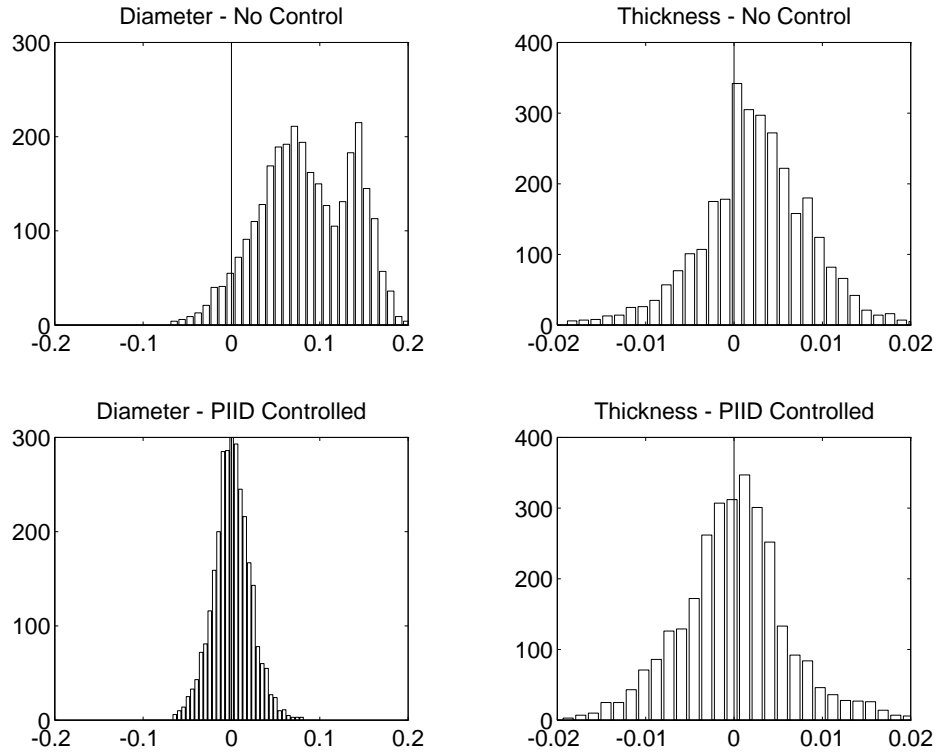 Diameter - No Control
300
200
100
0
-0.2 -0.1 0 0.1 0.2
Thickness - No Control
400
300
200
100
0
-0.02 -0.01 0 0.01 0.02
Diameter - PIID Controlled
300
200
100
0
-0.2 -0.1 0 0.1 0.2
Thickness - PIID Controlled
400
300
200
100
0
-0.02 -0.01 0 0.01 0.02